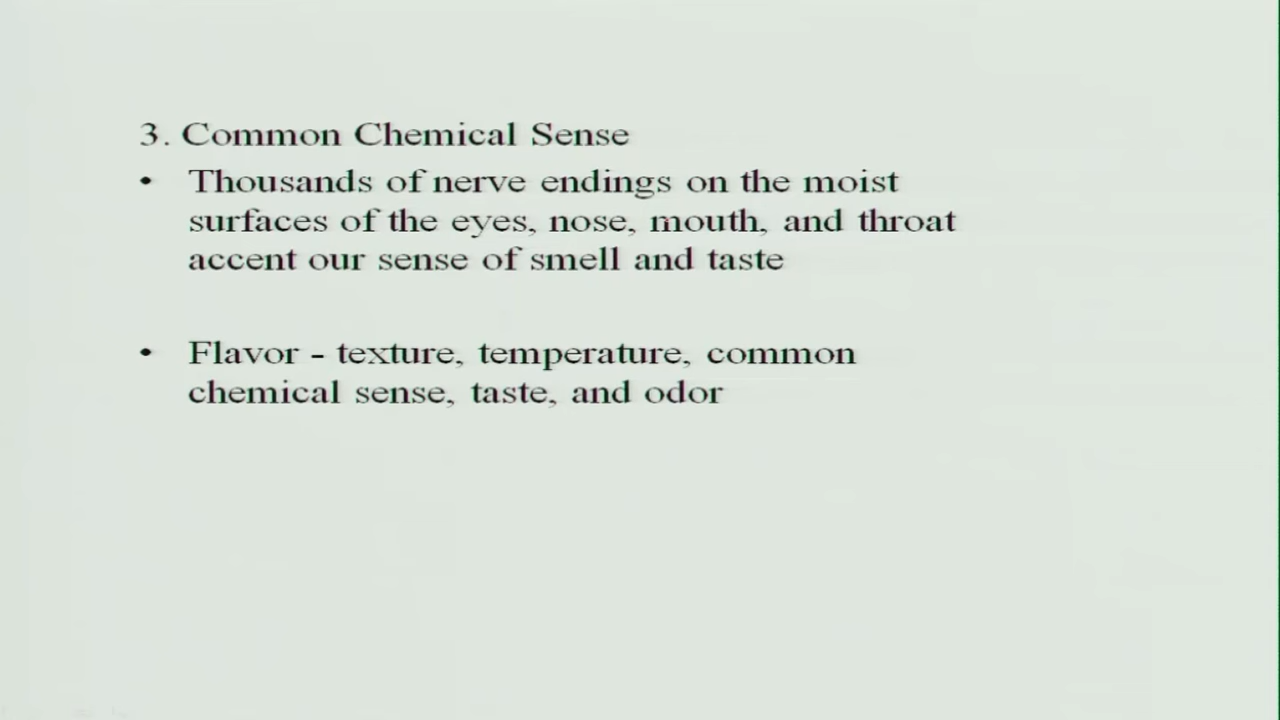 3. Common Chemical Sense
• Thousands of nerve endings on the moist
surfaces of the eyes, nose, mouth, and throat
accent our sense of smell and taste
• Flavor - texture, temperature, common
chemical sense, taste, and odor